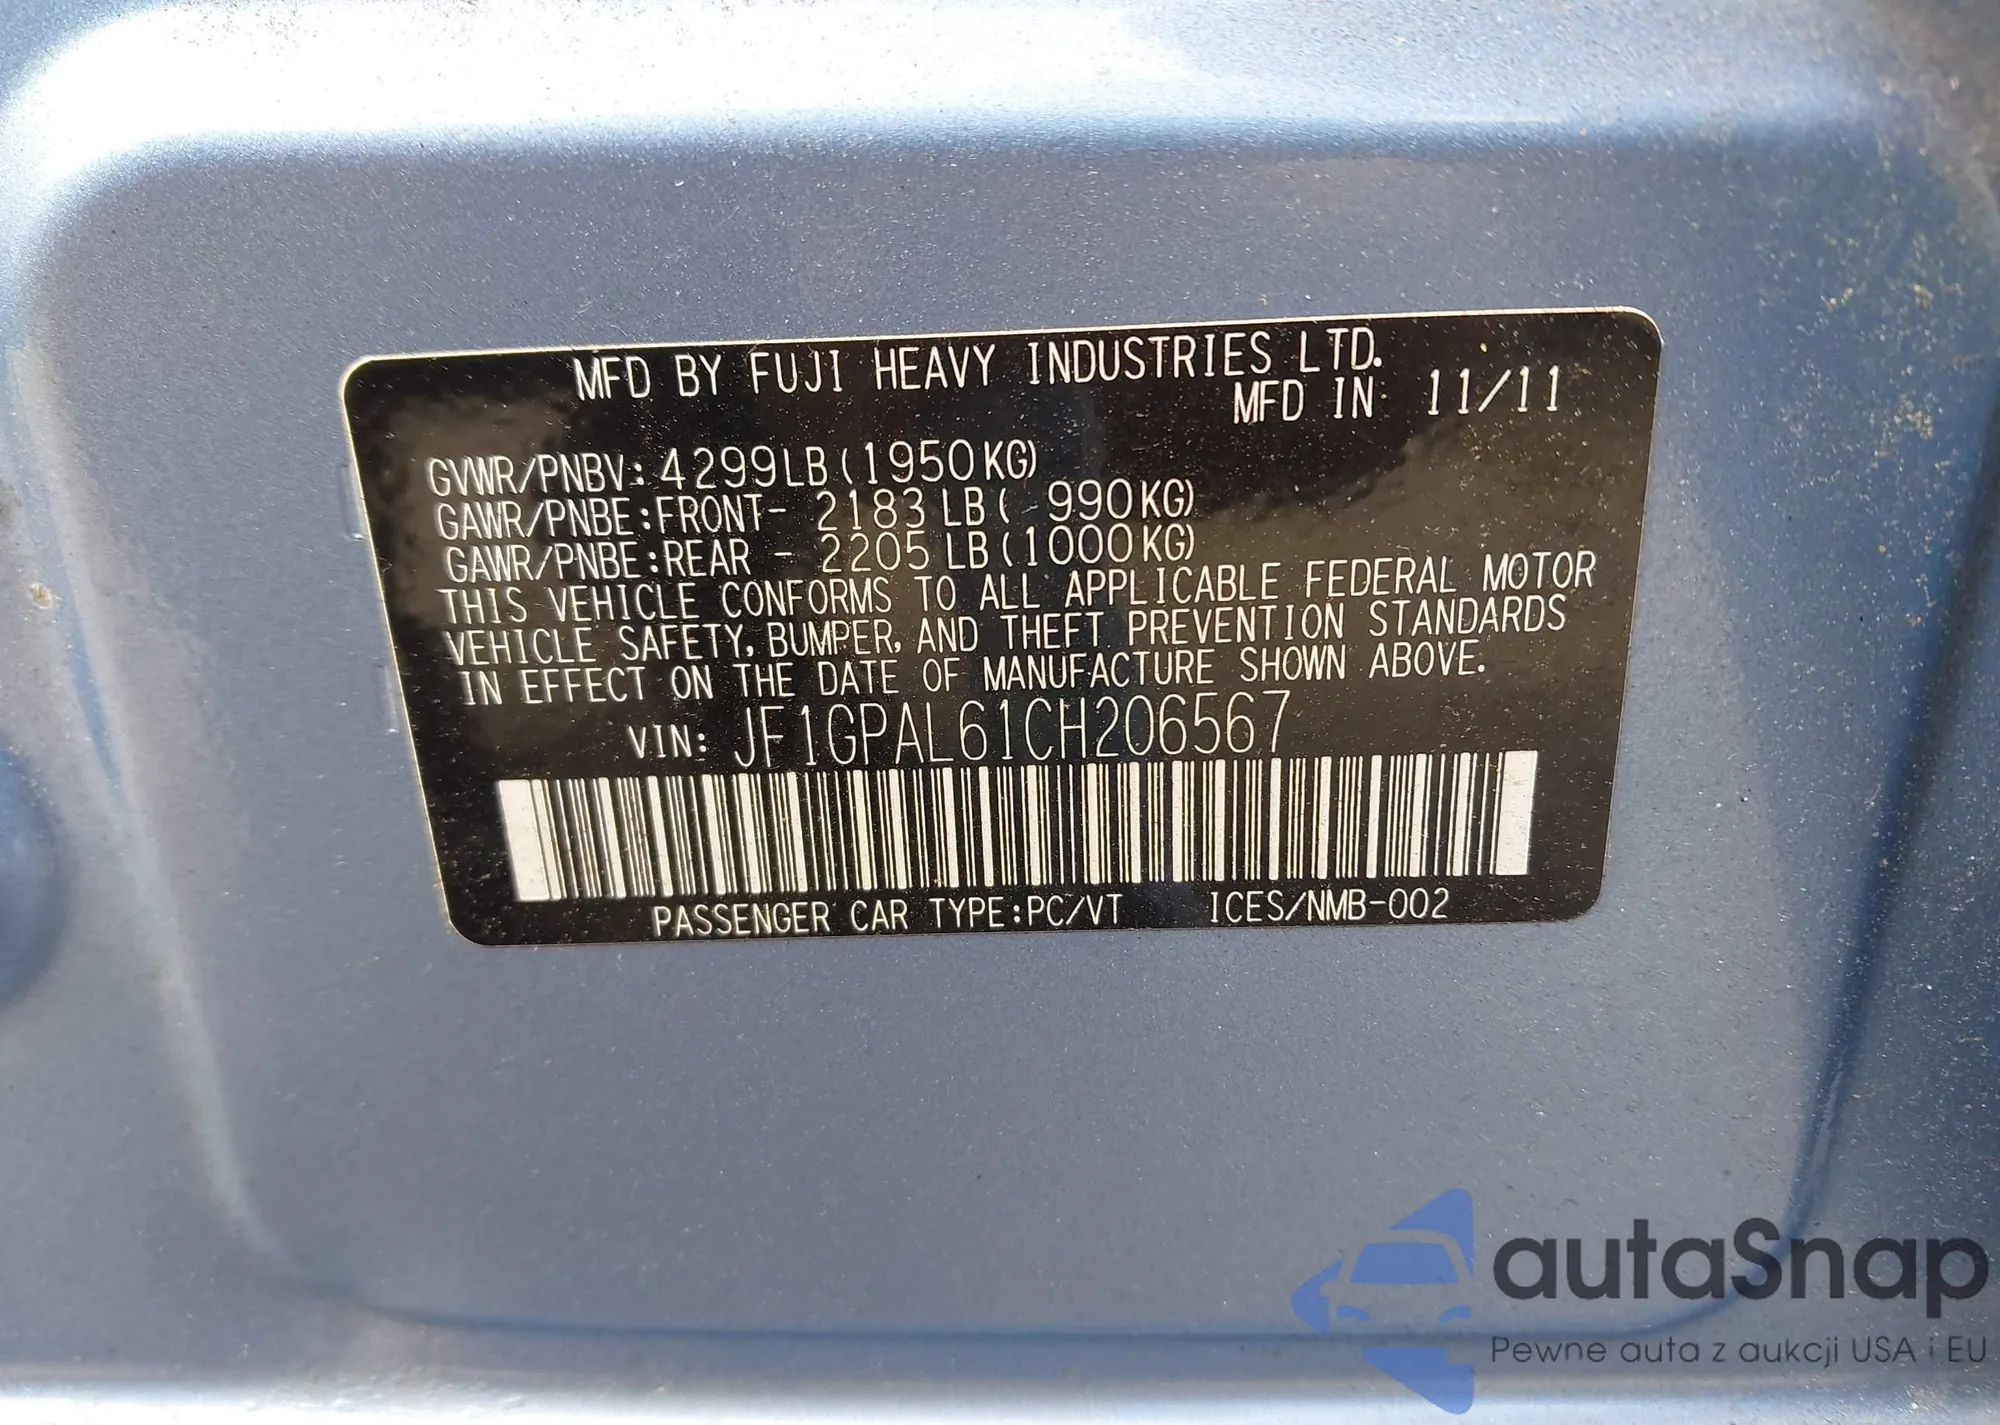 MFD BY FUJI HEAVY INDUSTRIES LTD.
MFD IN 11/11
GVWR/PNBV:4299LB(1950KG)
GAWR/PNBE:FRONT- 2183LB( 990KG)
GAWR/PNBE:REAR - 2205LB(1000KG)
THIS VEHICLE CONFORMS TO ALL APPLICABLE FEDERAL MOTOR
VEHICLE SAFETY, BUMPER, AND THEFT PREVENTION STANDARDS
IN EFFECT ON THE DATE OF MANUFACTURE SHOWN ABOVE.
VIN: JF1GPAL61CH206567
PASSENGER CAR TYPE:PC/VT ICES/NMB-002
autaSnap
Pewne auta z aukcji USA i EU